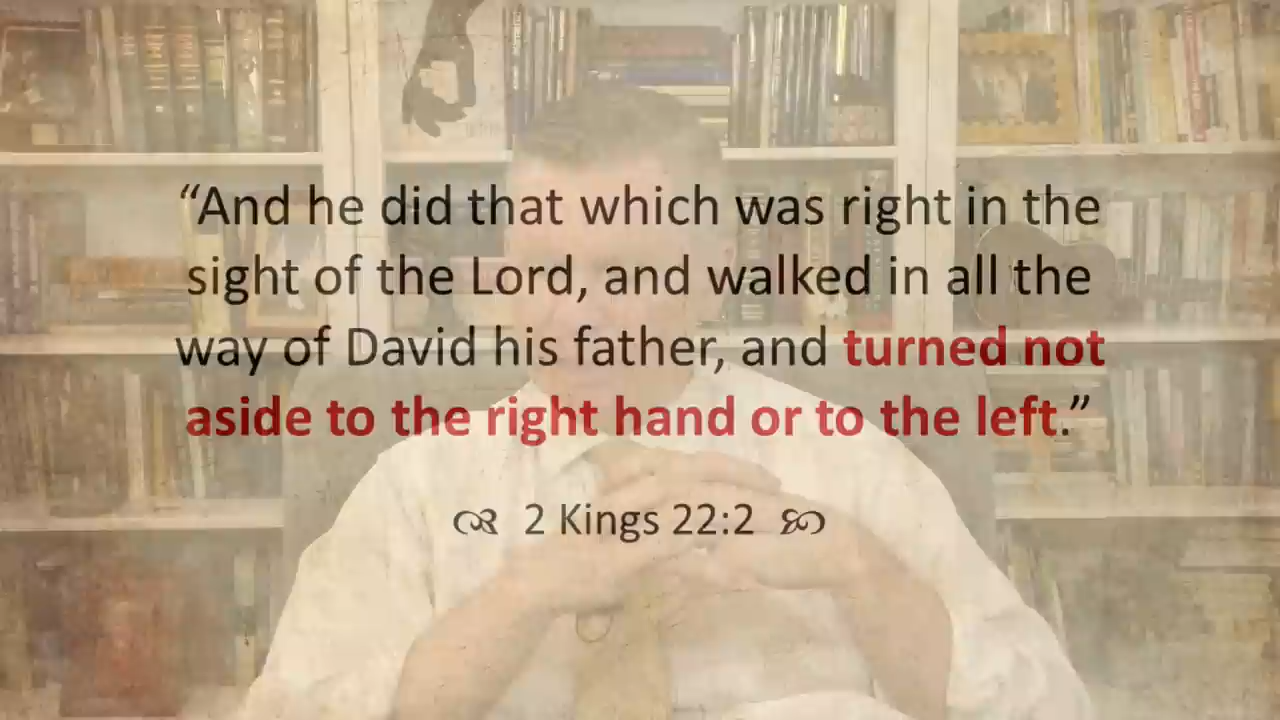 “And he did that which was right in the
sight of the Lord, and walked in all the
way of David his father, and turned not
aside to the right hand or to the left.”
2 Kings 22:2